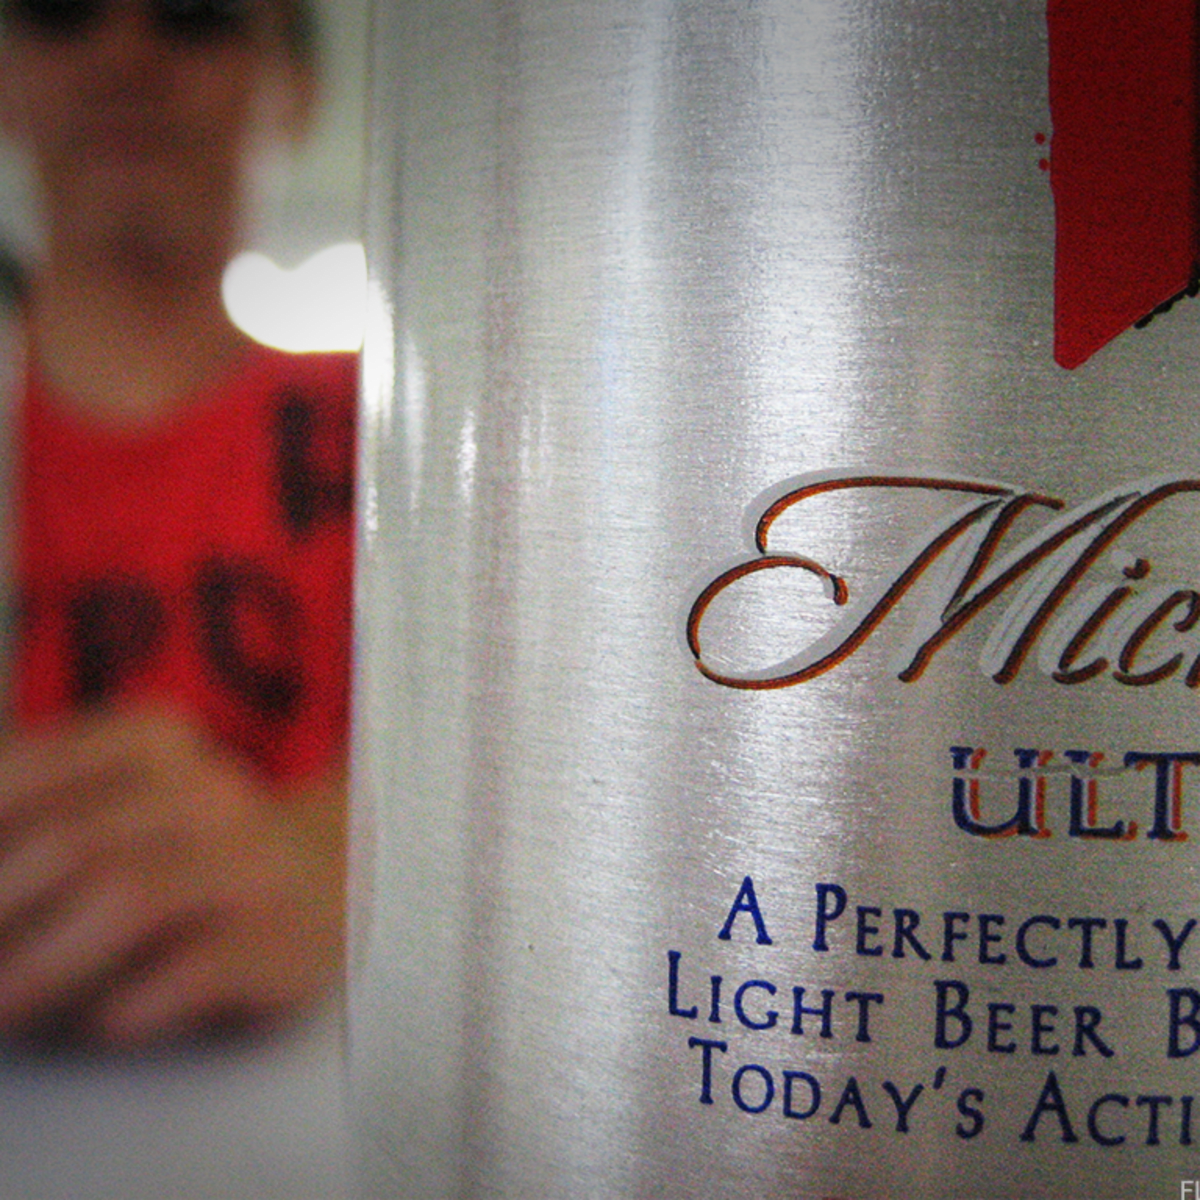 Mic
ULT
A PERFECTLY
LIGHT BEER B
TODAY'S ACTI